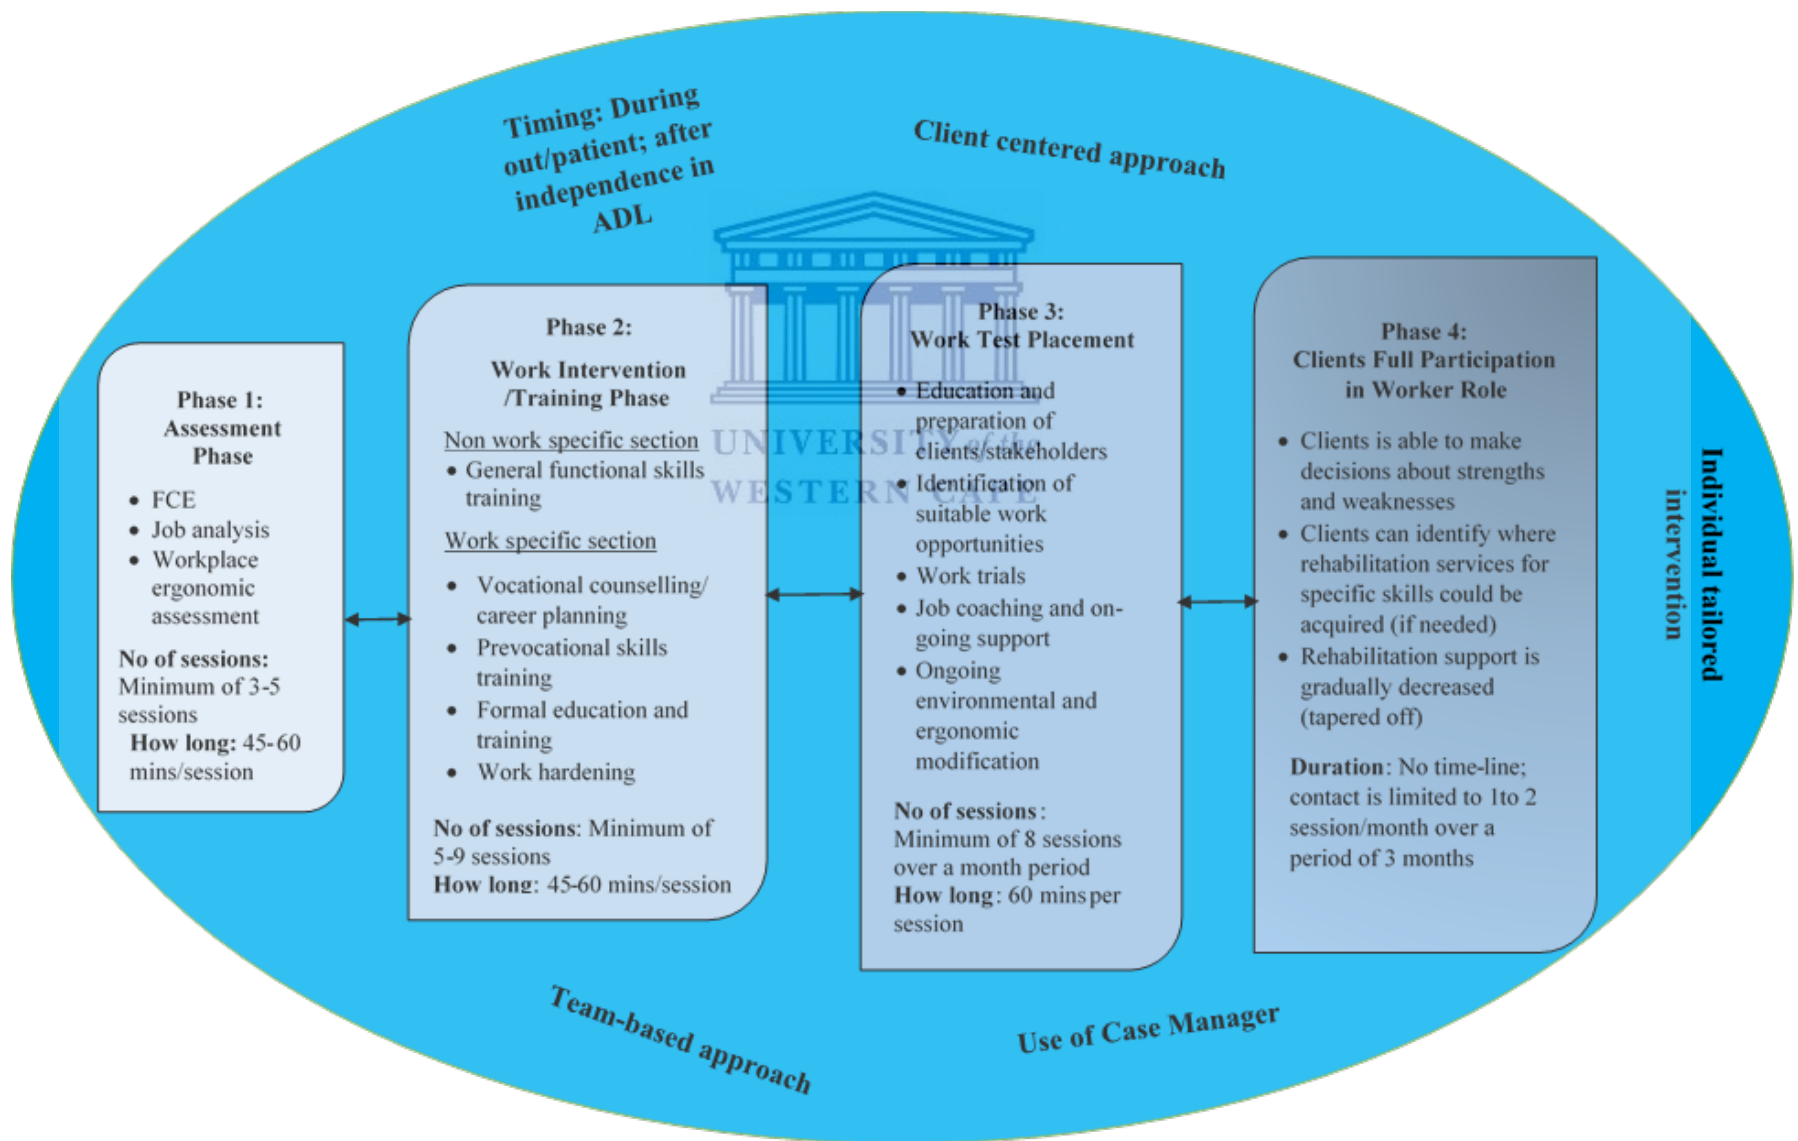 Timing: During
out/patient; after
independence in
ADL
Client centered approach
UNIVERSITY of the
WESTERN CAPE
Phase 1:
Assessment
Phase
• FCE
• Job analysis
• Workplace
ergonomic
assessment
No of sessions:
Minimum of 3-5
sessions
How long: 45-60
mins/session
Phase 2:
Work Intervention
/Training Phase
Non work specific section
• General functional skills
training
Work specific section
• Vocational counselling/
career planning
• Prevocational skills
training
• Formal education and
training
• Work hardening
No of sessions: Minimum of
5-9 sessions
How long: 45-60 mins/session
Phase 3:
Work Test Placement
• Education and
preparation of
clients/stakeholders
• Identification of
suitable work
opportunities
• Work trials
• Job coaching and on-
going support
• Ongoing
environmental and
ergonomic
modification
No of sessions:
Minimum of 8 sessions
over a month period
How long: 60 mins per
session
Phase 4:
Clients Full Participation
in Worker Role
• Clients is able to make
decisions about strengths
and weaknesses
• Clients can identify where
rehabilitation services for
specific skills could be
acquired (if needed)
• Rehabilitation support is
gradually decreased
(tapered off)
Duration: No time-line;
contact is limited to 1to 2
session/month over a
period of 3 months
Individual tailored
intervention
Team-based approach
Use of Case Manager